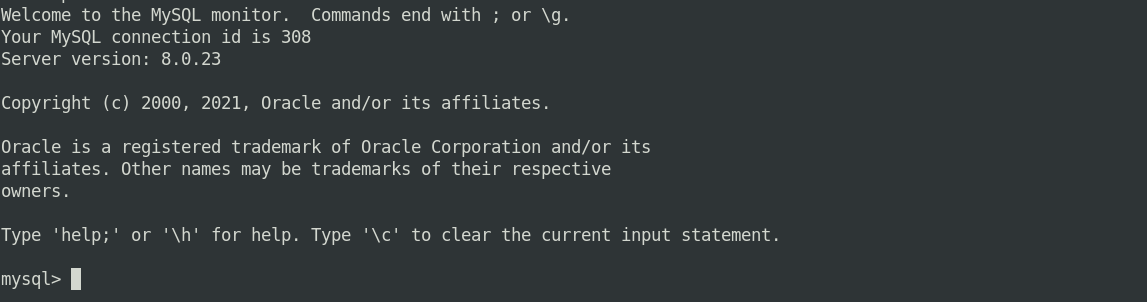 Welcome to the MySQL monitor.  Commands end with ; or \g.
Your MySQL connection id is 308
Server version: 8.0.23
Copyright (c) 2000, 2021, Oracle and/or its affiliates.
Oracle is a registered trademark of Oracle Corporation and/or its
affiliates. Other names may be trademarks of their respective
owners.
Type 'help;' or '\h' for help. Type '\c' to clear the current input statement.
mysql>